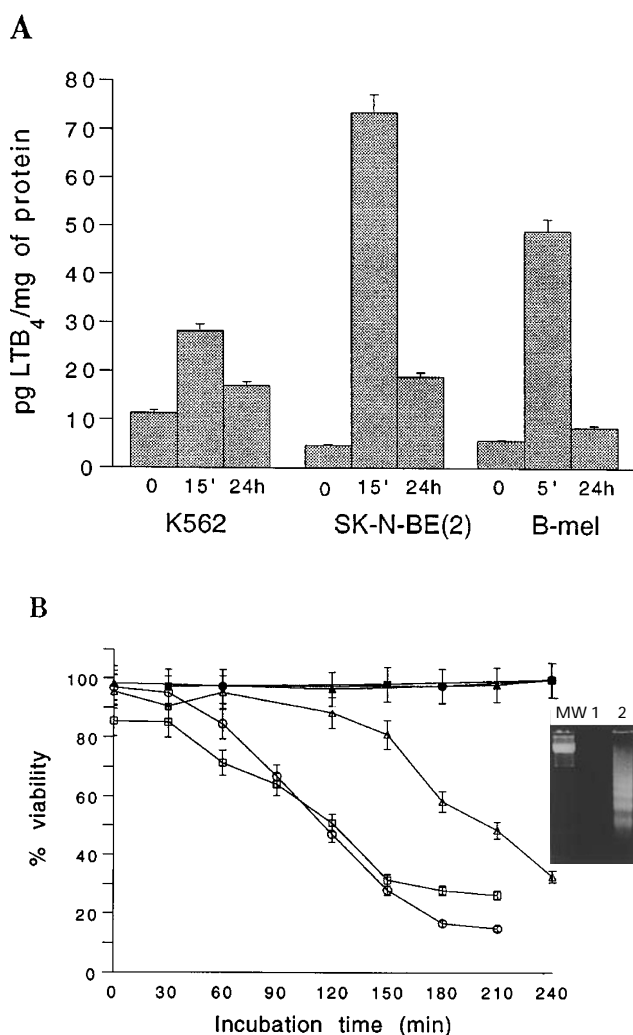 A
pg LTB4/mg of protein
80
70
60
50
40
30
20
10
0
0 15' 24h 0 15' 24h 0 5' 24h
K562 SK-N-BE(2) B-mel
B
% viability
100
80
60
40
20
0
MW 1 2
0 30 60 90 120 150 180 210 240
Incubation time (min)